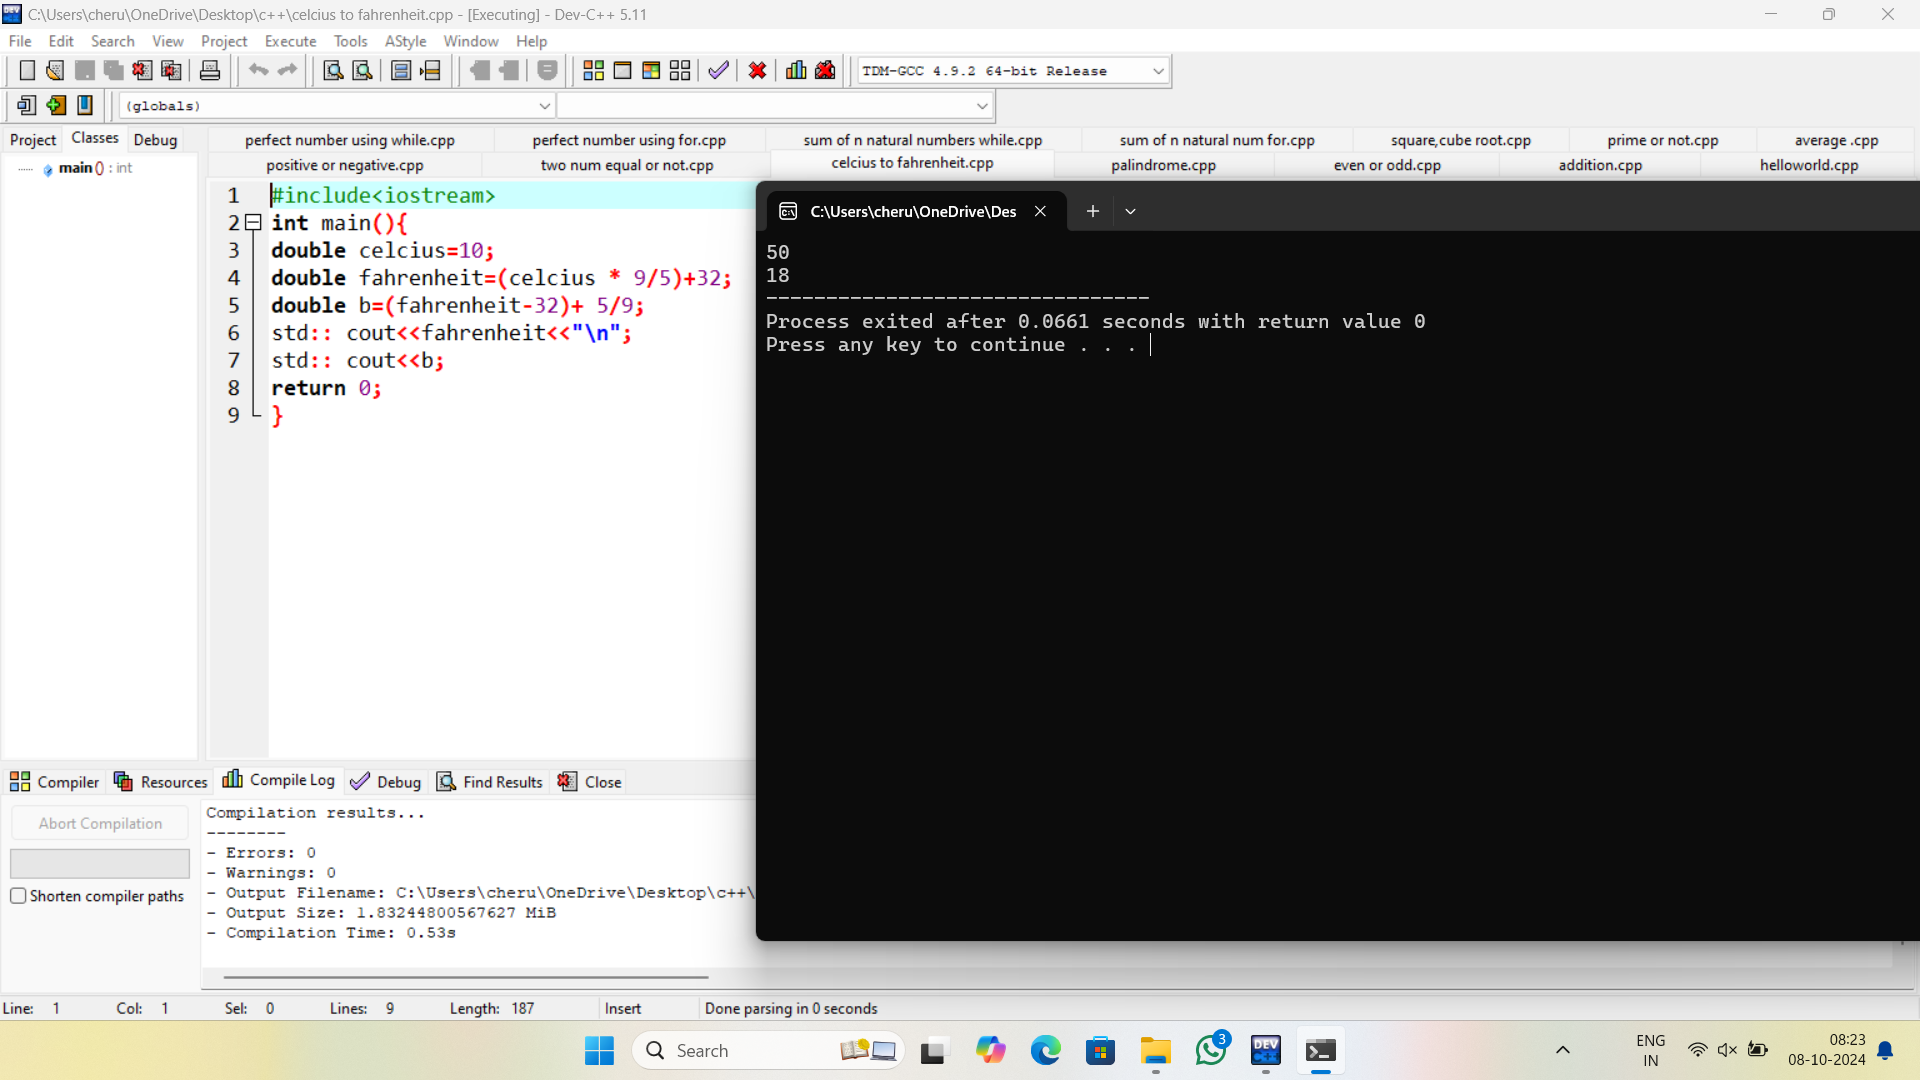 C:\Users\cheru\OneDrive\Desktop\c++\celcius to fahrenheit.cpp - [Executing] - Dev-C++ 5.11
File Edit Search View Project Execute Tools AStyle Window Help
TDM-GCC 4.9.2 64-bit Release
(globals)
Project Classes Debug
perfect number using while.cpp perfect number using for.cpp sum of n natural numbers while.cpp sum of n natural num for.cpp square,cube root.cpp prime or not.cpp average .cpp
positive or negative.cpp two num equal or not.cpp celcius to fahrenheit.cpp palindrome.cpp even or odd.cpp addition.cpp helloworld.cpp
main () : int
1 #include<iostream>
2 int main(){
3 double celcius=10;
4 double fahrenheit=(celcius * 9/5)+32;
5 double b=(fahrenheit-32)+ 5/9;
6 std:: cout<<fahrenheit<<"\n";
7 std:: cout<<b;
8 return 0;
9 }
C:\Users\cheru\OneDrive\Des
50
18
--------------------------------
Process exited after 0.0661 seconds with return value 0
Press any key to continue . . .
Compiler Resources Compile Log Debug Find Results Close
Abort Compilation
Shorten compiler paths
Compilation results...
--------
- Errors: 0
- Warnings: 0
- Output Filename: C:\Users\cheru\OneDrive\Desktop\c++\
- Output Size: 1.83244800567627 MiB
- Compilation Time: 0.53s
Line: 1 Col: 1 Sel: 0 Lines: 9 Length: 187 Insert Done parsing in 0 seconds
Search
3
DEV C++
ENG
IN
08:23
08-10-2024